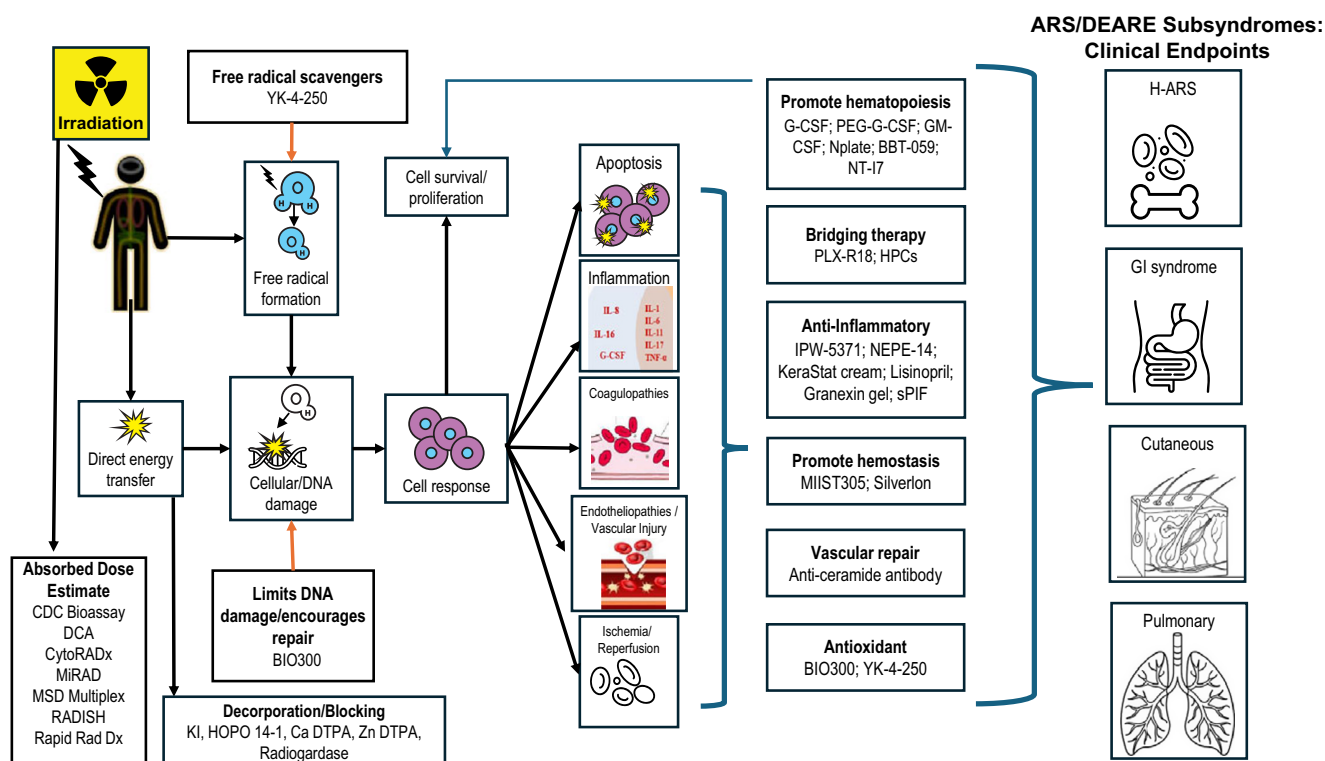 ARS/DEARE Subsyndromes:
Clinical Endpoints
Irradiation
Free radical scavengers
YK-4-250
O
H
H
O
H
Free radical
formation
Cell survival/
proliferation
Direct energy
transfer
O
H
Cellular/DNA
damage
Cell response
Absorbed Dose
Estimate
CDC Bioassay
DCA
CytoRADx
MiRAD
MSD Multiplex
RADISH
Rapid Rad Dx
Limits DNA
damage/encourages
repair
BIO300
Decorporation/Blocking
KI, HOPO 14-1, Ca DTPA, Zn DTPA,
Radiogardase
Apoptosis
Inflammation
IL-8
IL-16
G-CSF
IL-1
IL-6
IL-11
IL-17
TNF-α
Coagulopathies
Endotheliopathies /
Vascular Injury
Ischemia/
Reperfusion
Promote hematopoiesis
G-CSF; PEG-G-CSF; GM-
CSF; Nplate; BBT-059;
NT-I7
Bridging therapy
PLX-R18; HPCs
Anti-Inflammatory
IPW-5371; NEPE-14;
KeraStat cream; Lisinopril;
Granexin gel; sPIF
Promote hemostasis
MIIST305; Silverlon
Vascular repair
Anti-ceramide antibody
Antioxidant
BIO300; YK-4-250
H-ARS
GI syndrome
Cutaneous
Pulmonary